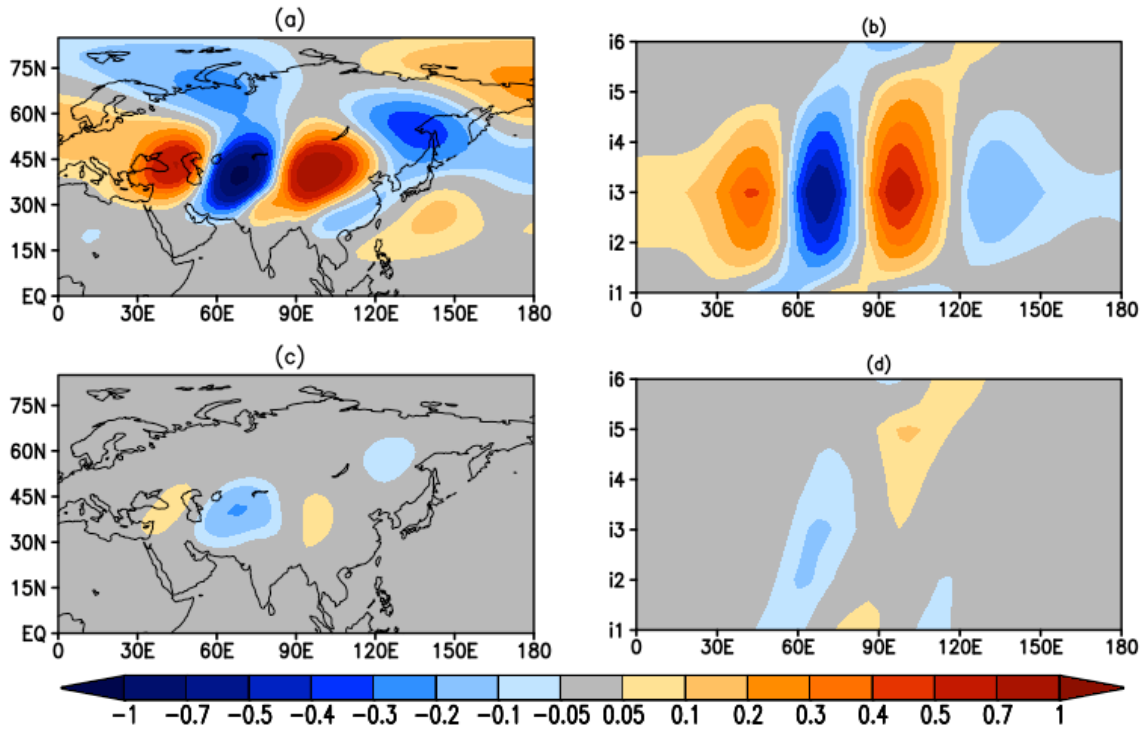 (a)
75N
60N
45N
30N
15N
EQ
0 30E 60E 90E 120E 150E 180
(b)
i6
i5
i4
i3
i2
i1
0 30E 60E 90E 120E 150E 180
(c)
75N
60N
45N
30N
15N
EQ
0 30E 60E 90E 120E 150E 180
(d)
i6
i5
i4
i3
i2
i1
0 30E 60E 90E 120E 150E 180
-1 -0.7 -0.5 -0.4 -0.3 -0.2 -0.1 -0.05 0.05 0.1 0.2 0.3 0.4 0.5 0.7 1